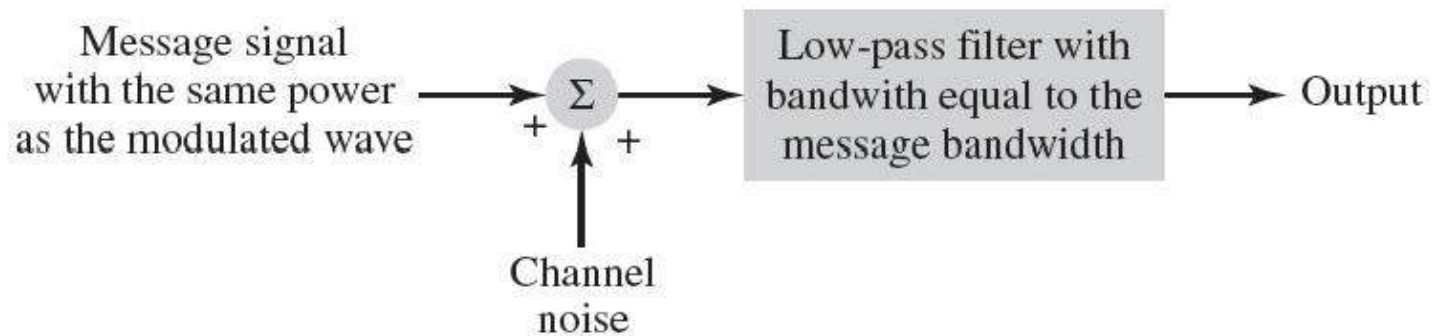 Message signal
with the same power
as the modulated wave
+
Σ
+
Channel
noise
Low-pass filter with
bandwith equal to the
message bandwidth
Output